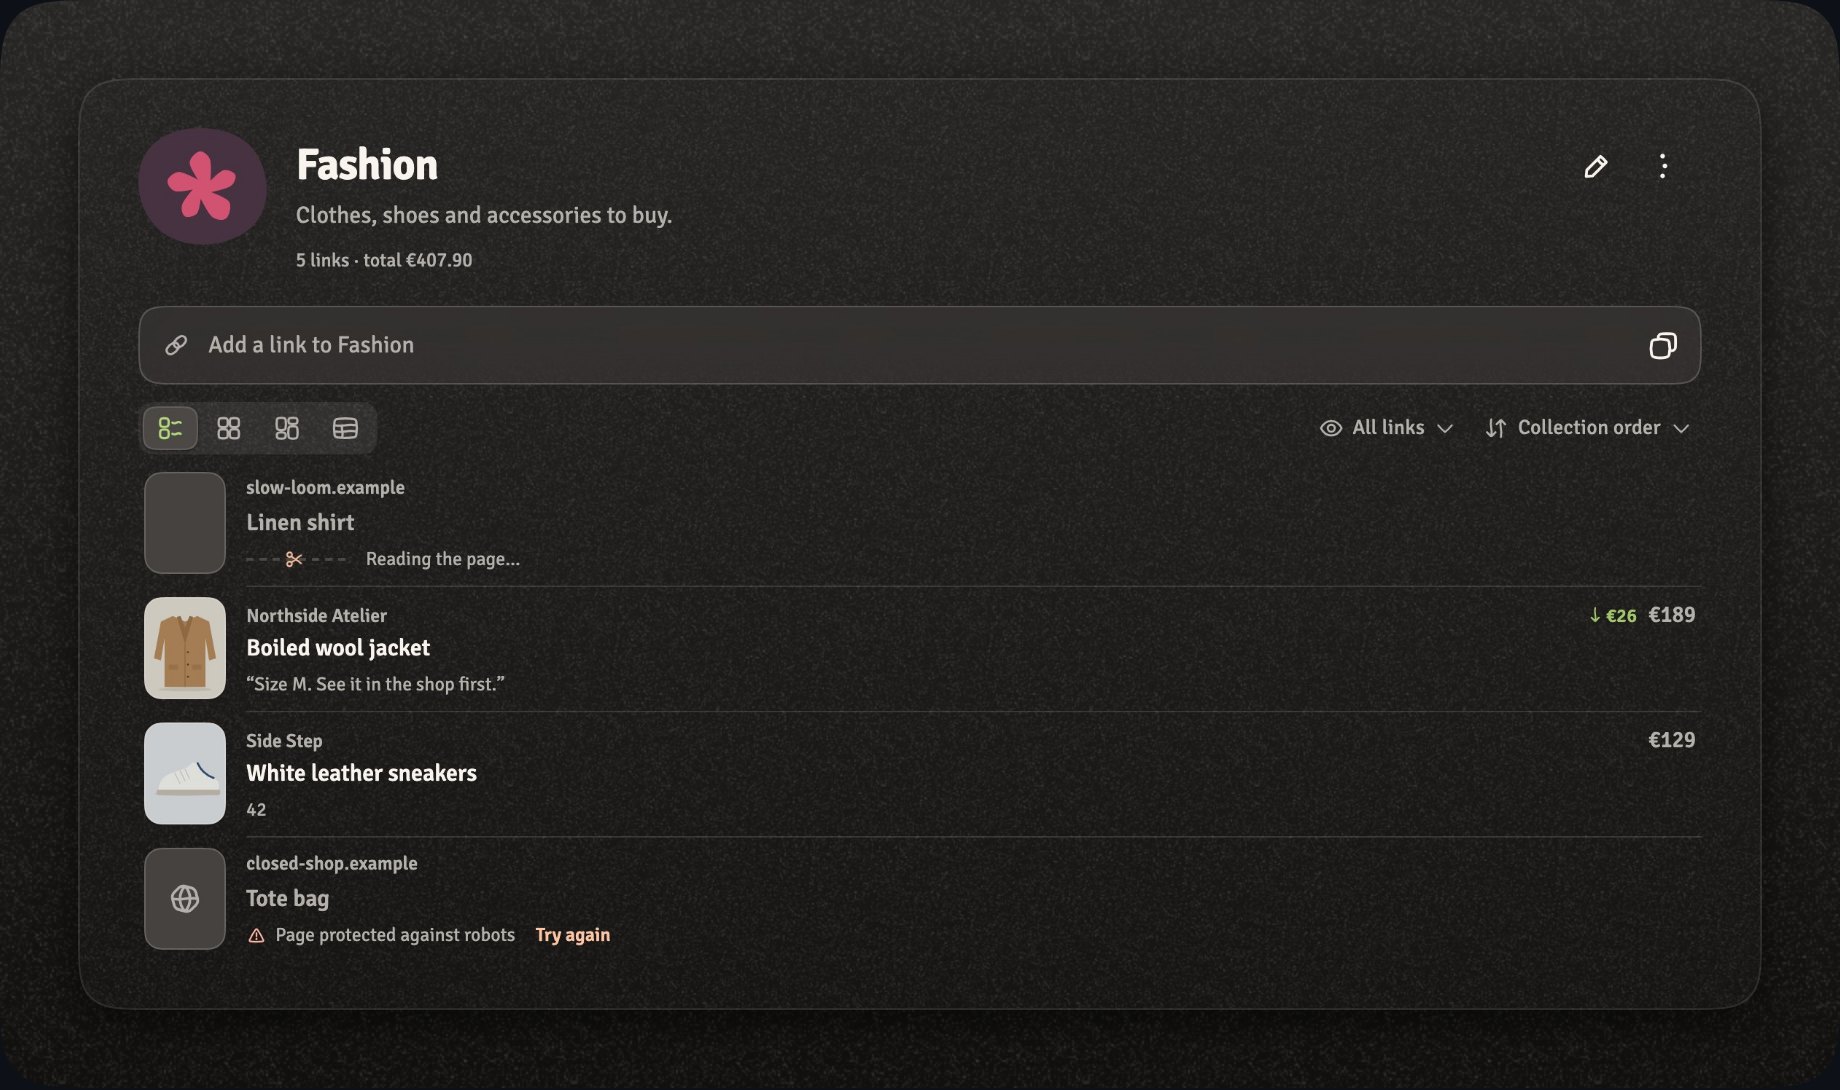 Fashion
Clothes, shoes and accessories to buy.
5 links · total €407.90
Add a link to Fashion
All links
Collection order
slow-loom.example
Linen shirt
Reading the page...
Northside Atelier
↓ €26 €189
Boiled wool jacket
“Size M. See it in the shop first.”
Side Step
€129
White leather sneakers
42
closed-shop.example
Tote bag
Page protected against robots Try again